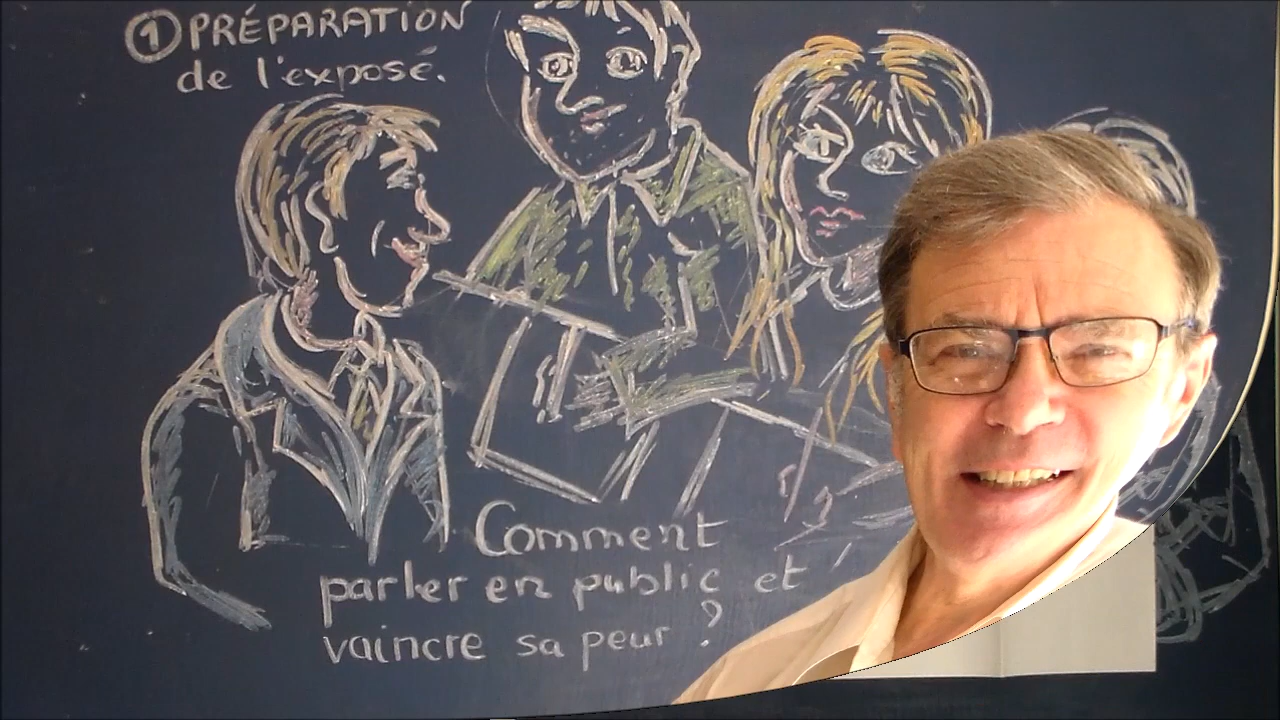 ① PRÉPARATION
de l'exposé.
Comment
parler en public et
vaincre sa peur ?